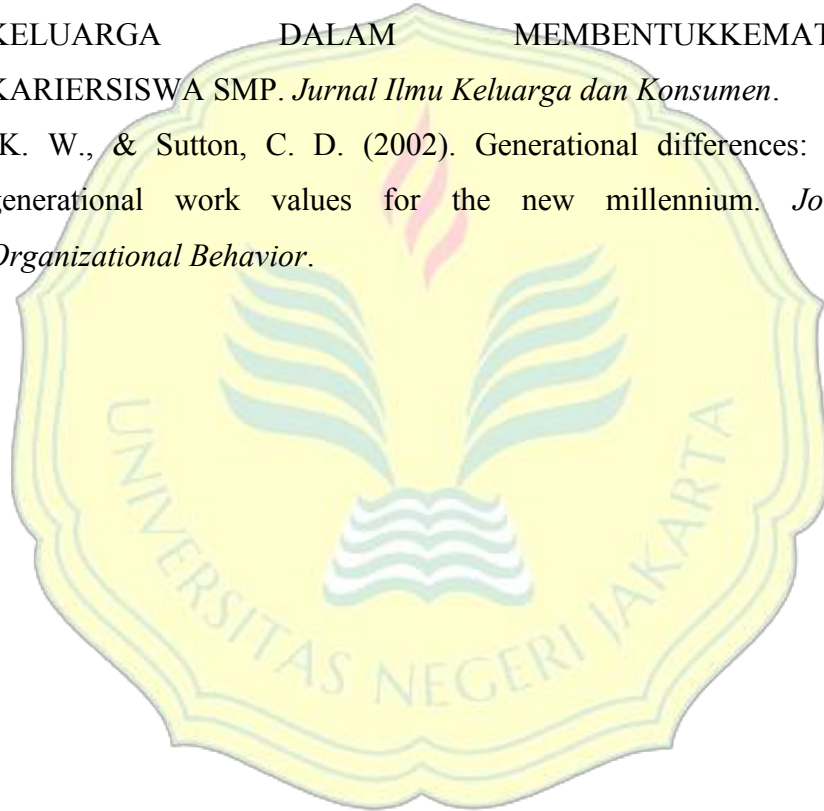 KELUARGA DALAM MEMBENTUKKEMAT
KARIERSISWA SMP. Jurnal Ilmu Keluarga dan Konsumen.
K. W., & Sutton, C. D. (2002). Generational differences:
generational work values for the new millennium. Jo
Organizational Behavior.
UNIVERSITAS NEGERI JAKARTA